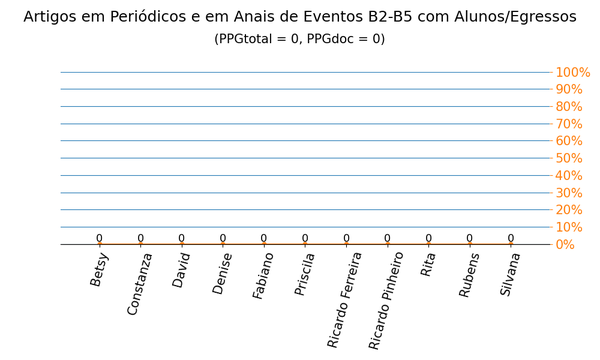 Artigos em Periódicos e em Anais de Eventos B2-B5 com Alunos/Egressos
(PPGtotal = 0, PPGdoc = 0)
100%
90%
80%
70%
60%
50%
40%
30%
20%
10%
0%
0 0 0 0 0 0 0 0 0 0 0
Betsy
Constanza
David
Denise
Fabiano
Priscila
Ricardo Ferreira
Ricardo Pinheiro
Rita
Rubens
Silvana